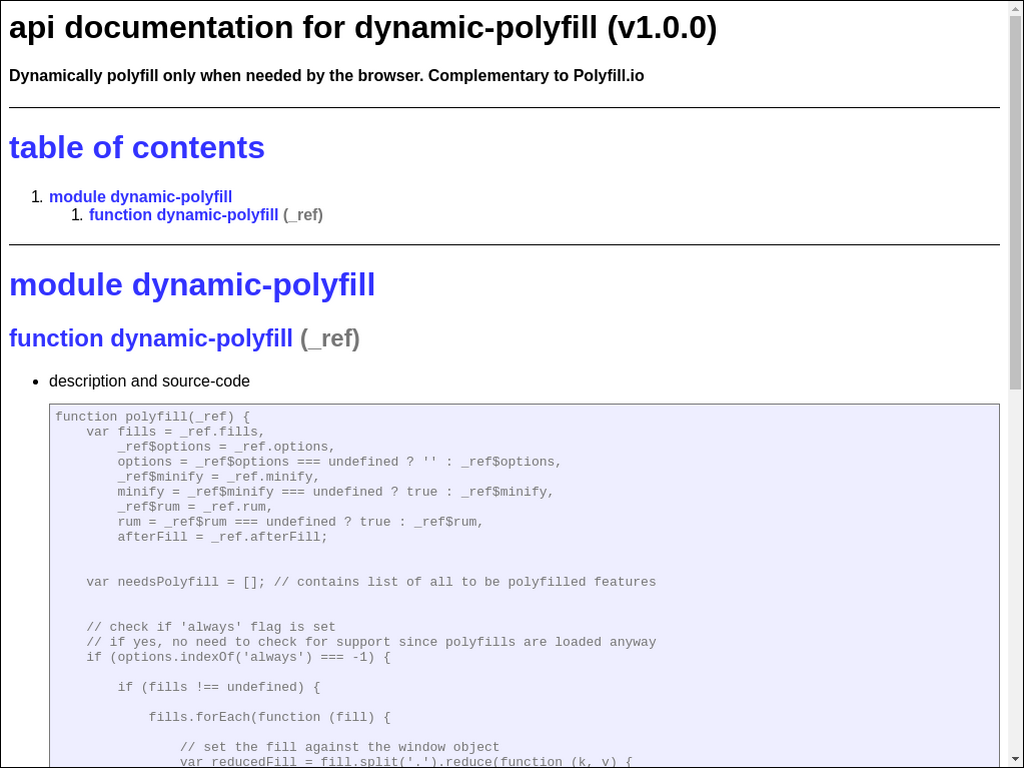 api documentation for dynamic-polyfill (v1.0.0)
Dynamically polyfill only when needed by the browser. Complementary to Polyfill.io
table of contents
1. module dynamic-polyfill
1. function dynamic-polyfill (_ref)
module dynamic-polyfill
function dynamic-polyfill (_ref)
• description and source-code
function polyfill(_ref) {
    var fills = _ref.fills,
        _ref$options = _ref.options,
        options = _ref$options === undefined ? '' : _ref$options,
        _ref$minify = _ref.minify,
        minify = _ref$minify === undefined ? true : _ref$minify,
        _ref$rum = _ref.rum,
        rum = _ref$rum === undefined ? true : _ref$rum,
        afterFill = _ref.afterFill;
    var needsPolyfill = []; // contains list of all to be polyfilled features
    // check if 'always' flag is set
    // if yes, no need to check for support since polyfills are loaded anyway
    if (options.indexOf('always') === -1) {
        if (fills !== undefined) {
            fills.forEach(function (fill) {
                // set the fill against the window object
                var reducedFill = fill.split('.').reduce(function (k, v) {